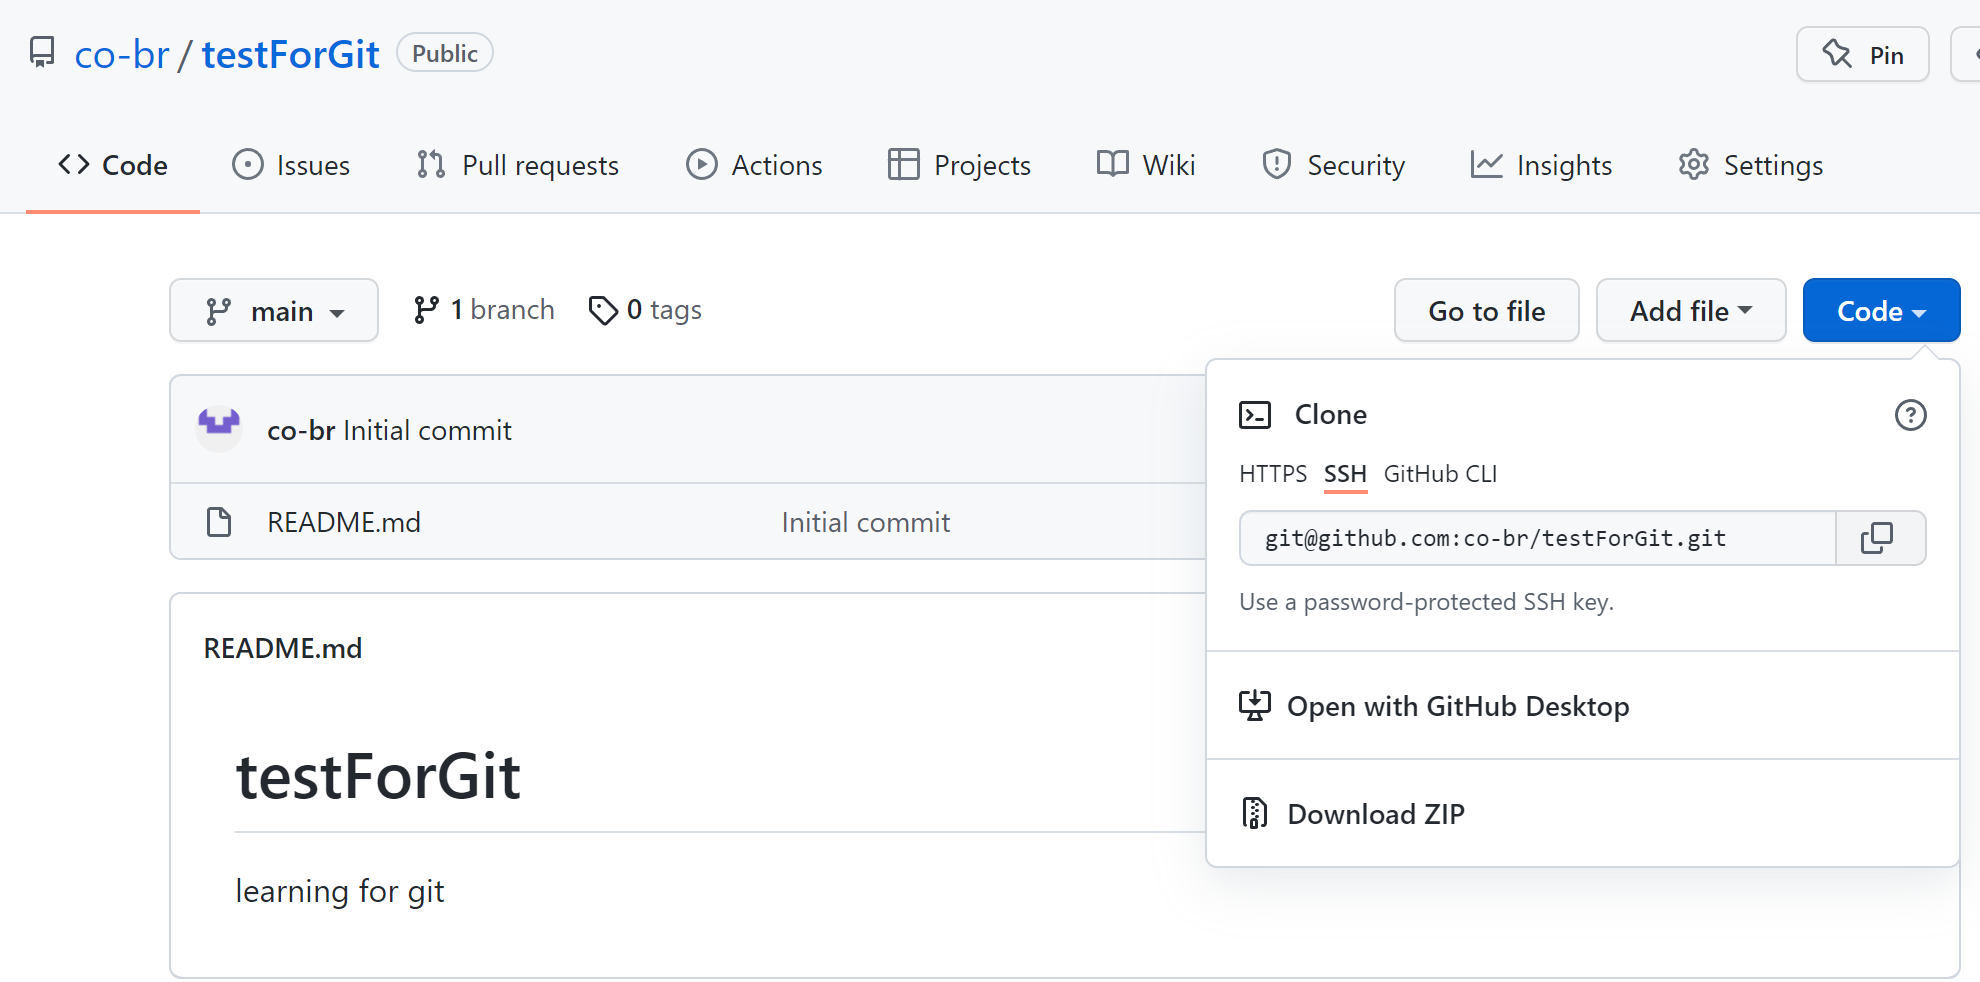 co-br / testForGit Public Pin
Code Issues Pull requests Actions Projects Wiki Security Insights Settings
main 1 branch 0 tags Go to file Add file Code
co-br Initial commit
README.md Initial commit
Clone
HTTPS SSH GitHub CLI
git@github.com:co-br/testForGit.git
Use a password-protected SSH key.
Open with GitHub Desktop
Download ZIP
README.md
testForGit
learning for git